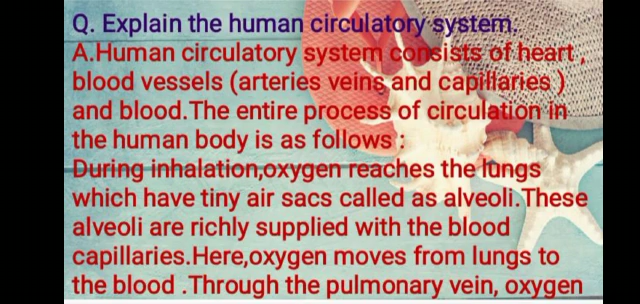 Q. Explain the human circulatory system.
A.Human circulatory system consists of heart ,
blood vessels (arteries veins and capillaries )
and blood.The entire process of circulation in
the human body is as follows :
During inhalation,oxygen reaches the lungs
which have tiny air sacs called as alveoli.These
alveoli are richly supplied with the blood
capillaries.Here,oxygen moves from lungs to
the blood .Through the pulmonary vein, oxygen